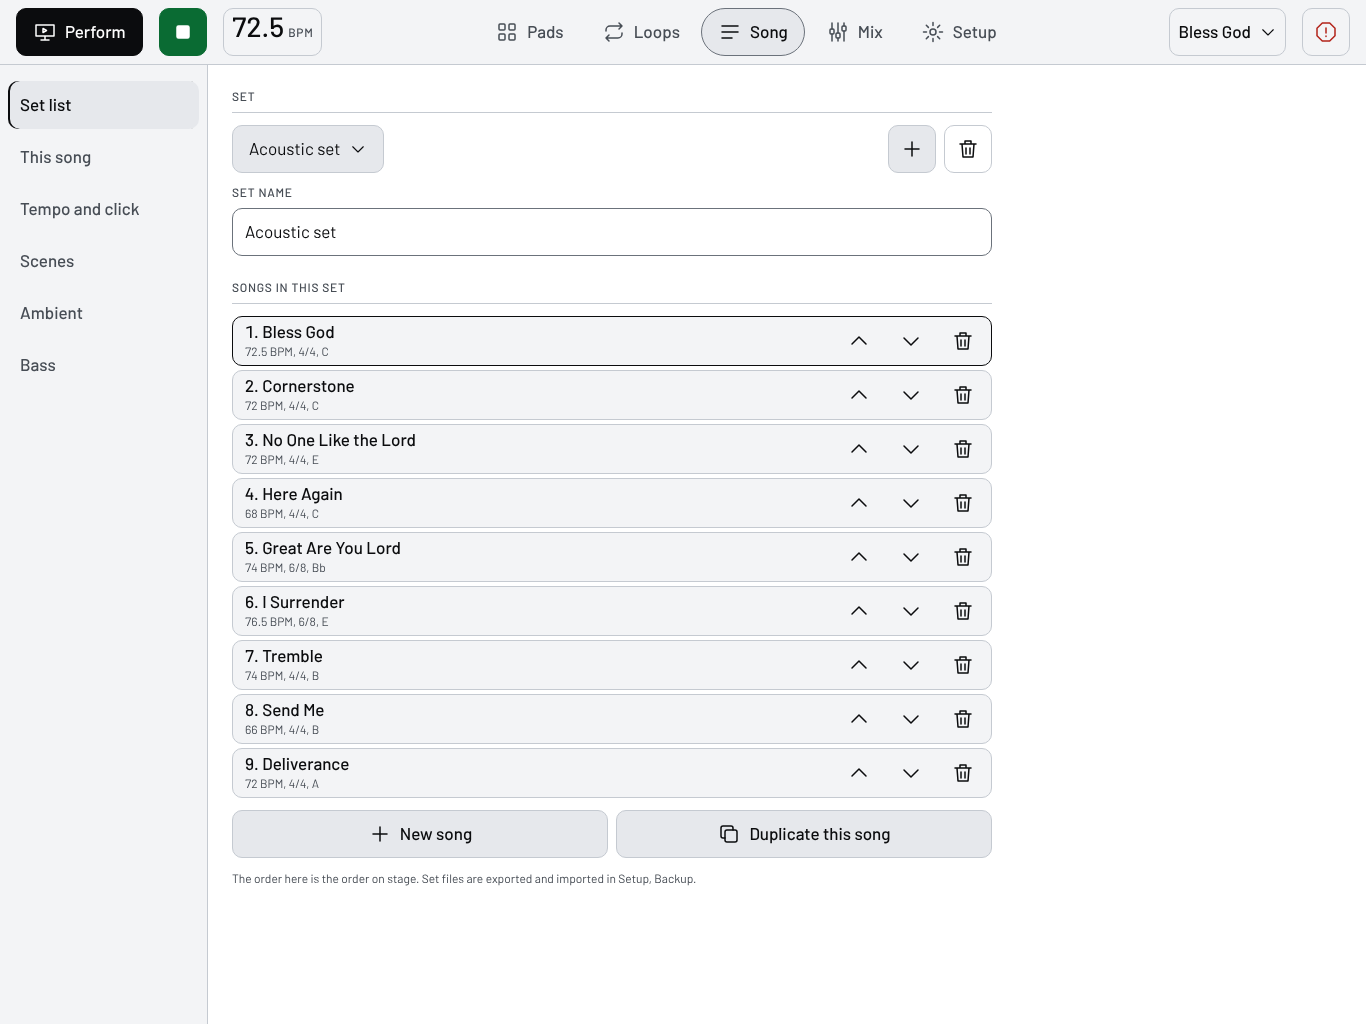 Perform
72.5 BPM
Pads
Loops
Song
Mix
Setup
Bless God
Set list
This song
Tempo and click
Scenes
Ambient
Bass
SET
Acoustic set
SET NAME
Acoustic set
SONGS IN THIS SET
1. Bless God
72.5 BPM, 4/4, C
2. Cornerstone
72 BPM, 4/4, C
3. No One Like the Lord
72 BPM, 4/4, E
4. Here Again
68 BPM, 4/4, C
5. Great Are You Lord
74 BPM, 6/8, Bb
6. I Surrender
76.5 BPM, 6/8, E
7. Tremble
74 BPM, 4/4, B
8. Send Me
66 BPM, 4/4, B
9. Deliverance
72 BPM, 4/4, A
New song
Duplicate this song
The order here is the order on stage. Set files are exported and imported in Setup, Backup.